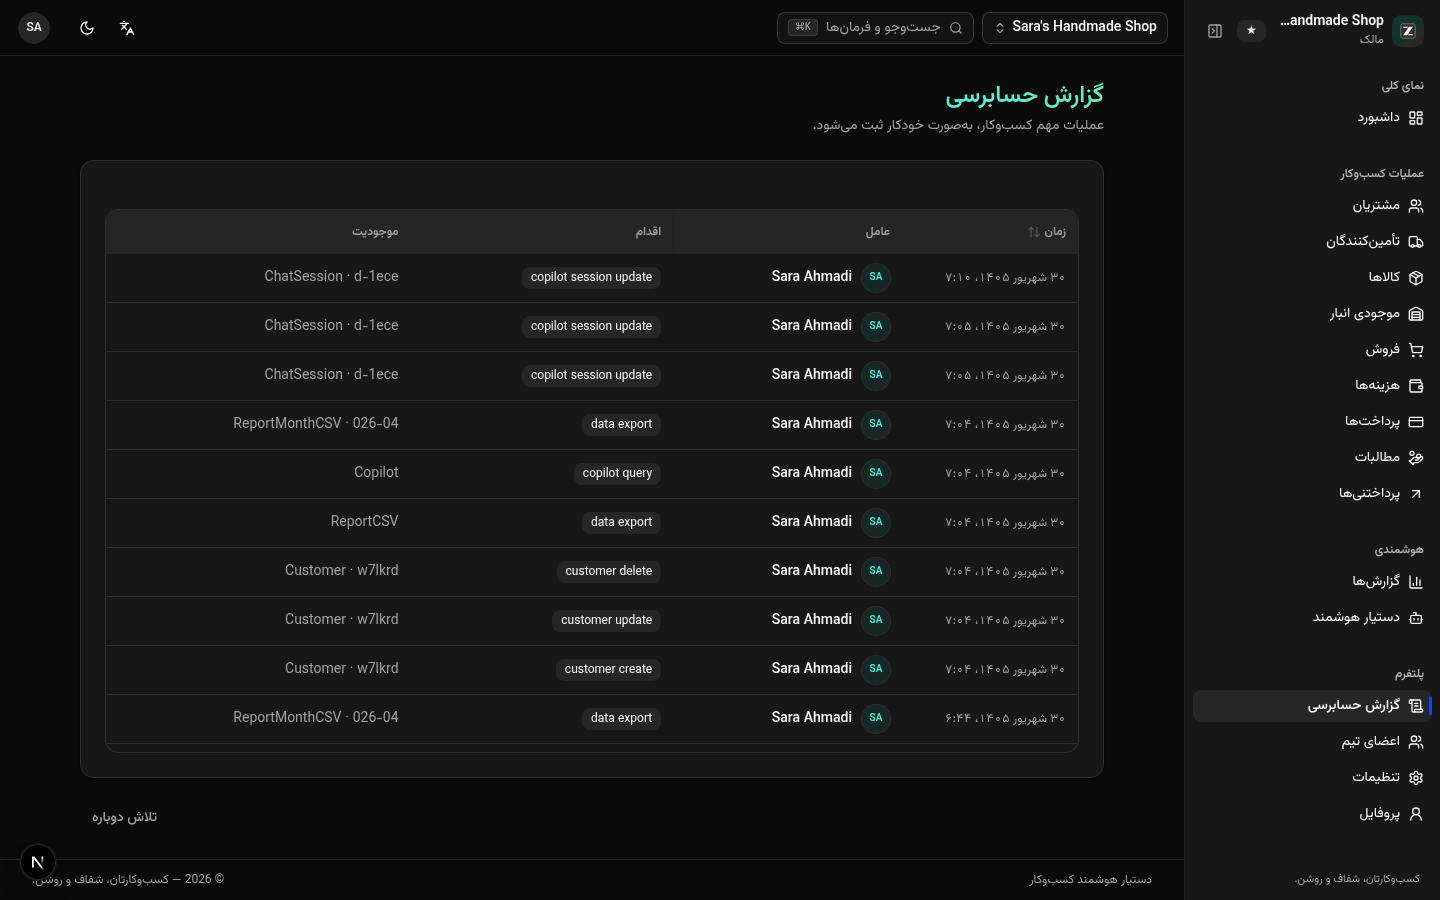 ...andmade Shop
مالک
★
Z
نمای کلی
داشبورد
عملیات کسب‌وکار
مشتریان
تأمین‌کنندگان
کالاها
موجودی انبار
فروش
هزینه‌ها
پرداخت‌ها
مطالبات
پرداختنی‌ها
هوشمندی
گزارش‌ها
دستیار هوشمند
پلتفرم
گزارش حسابرسی
اعضای تیم
تنظیمات
پروفایل
کسب‌وکارتان، شفاف و روشن.
Sara's Handmade Shop
جست‌وجو و فرمان‌ها ⌘K
SA
گزارش حسابرسی
عملیات مهم کسب‌وکار، به‌صورت خودکار ثبت می‌شود.
زمان عامل اقدام موجودیت
۳۰ شهریور ۱۴۰۵، ۷:۱۰ SA Sara Ahmadi copilot session update ChatSession · d-1ece
۳۰ شهریور ۱۴۰۵، ۷:۰۵ SA Sara Ahmadi copilot session update ChatSession · d-1ece
۳۰ شهریور ۱۴۰۵، ۷:۰۵ SA Sara Ahmadi copilot session update ChatSession · d-1ece
۳۰ شهریور ۱۴۰۵، ۷:۰۴ SA Sara Ahmadi data export ReportMonthCSV · 026-04
۳۰ شهریور ۱۴۰۵، ۷:۰۴ SA Sara Ahmadi copilot query Copilot
۳۰ شهریور ۱۴۰۵، ۷:۰۴ SA Sara Ahmadi data export ReportCSV
۳۰ شهریور ۱۴۰۵، ۷:۰۴ SA Sara Ahmadi customer delete Customer · w7lkrd
۳۰ شهریور ۱۴۰۵، ۷:۰۴ SA Sara Ahmadi customer update Customer · w7lkrd
۳۰ شهریور ۱۴۰۵، ۷:۰۴ SA Sara Ahmadi customer create Customer · w7lkrd
۳۰ شهریور ۱۴۰۵، ۶:۴۴ SA Sara Ahmadi data export ReportMonthCSV · 026-04
تلاش دوباره
دستیار هوشمند کسب‌وکار
© 2026 — کسب‌وکارتان، شفاف و روشن.
N